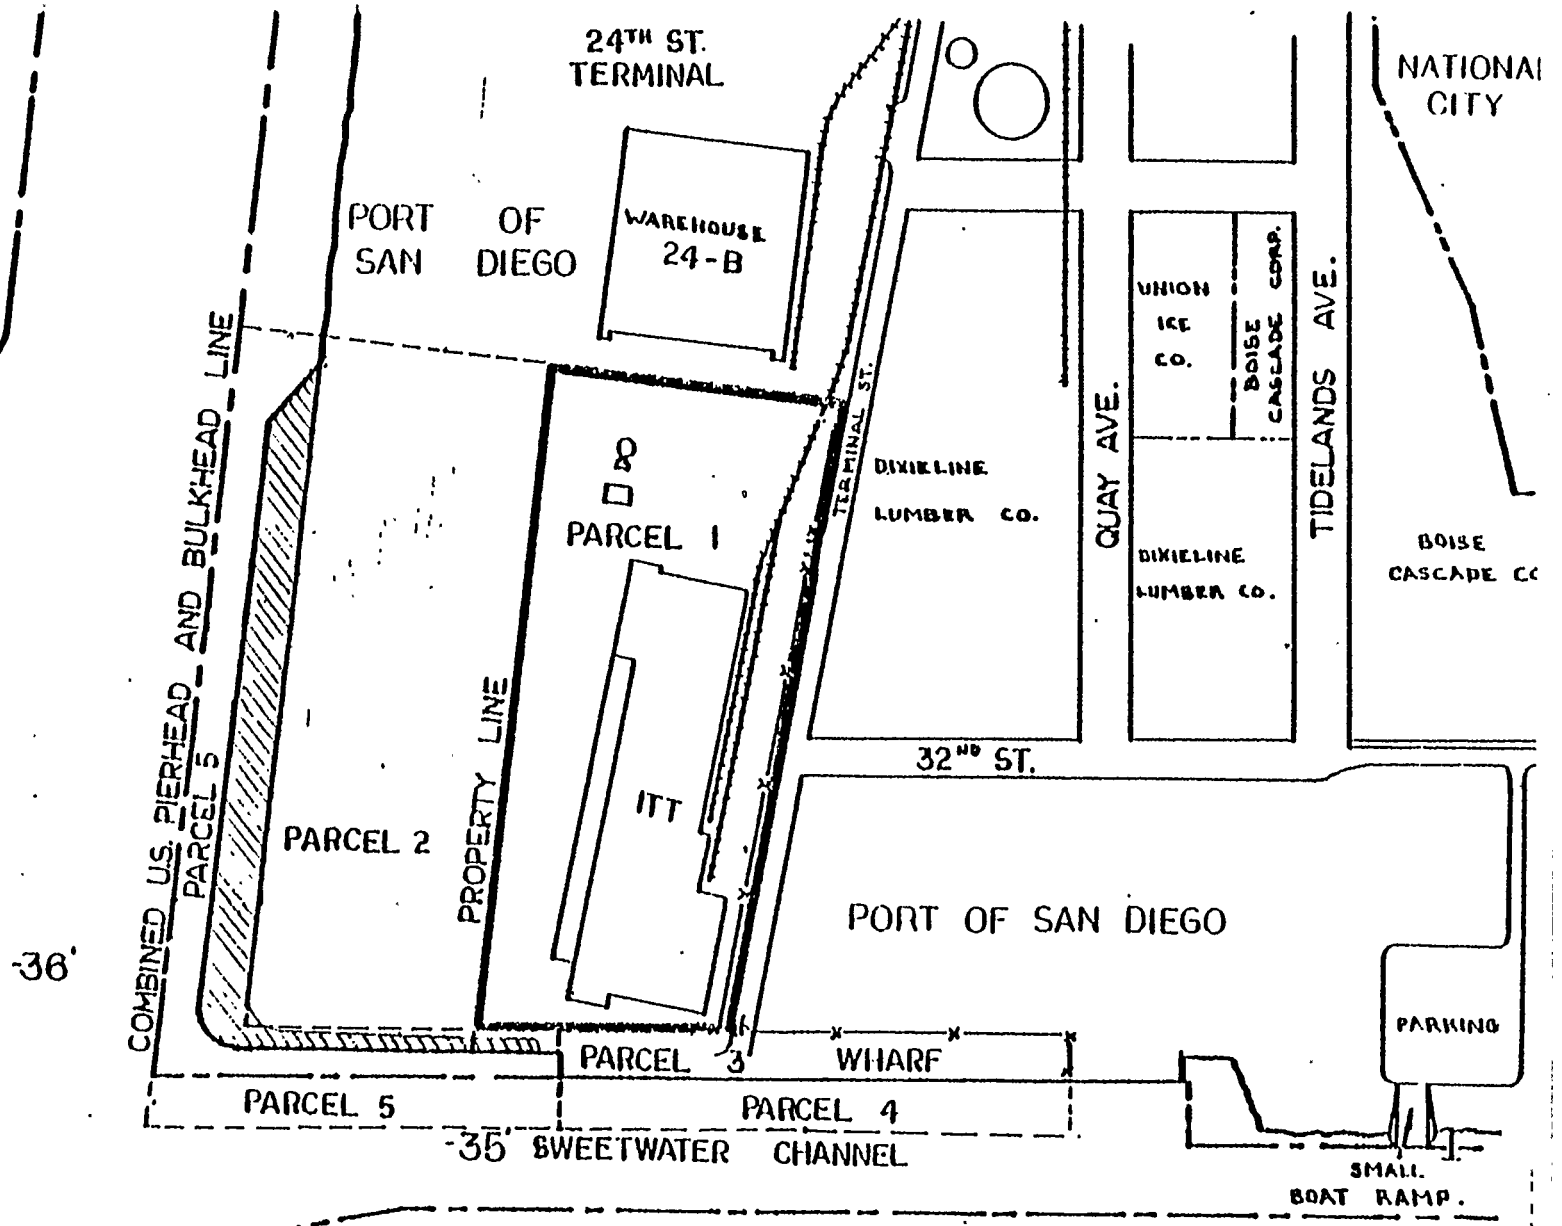 24TH ST.
TERMINAL
NATIONAL
CITY
PORT OF
SAN DIEGO
WAREHOUSE
24-B
UNION
ICE
CO.
BOISE
CASCADE CORP.
TIDELANDS AVE.
QUAY AVE.
TERMINAL ST.
DIXIELINE
LUMBER CO.
DIXIELINE
LUMBER CO.
BOISE
CASCADE CO
COMBINED U.S. PIERHEAD AND BULKHEAD LINE
PARCEL 5
PARCEL 1
PROPERTY LINE
ITT
PARCEL 2
32ND ST.
PORT OF SAN DIEGO
-36'
PARKING
PARCEL 3
WHARF
PARCEL 5
PARCEL 4
-35' SWEETWATER CHANNEL
SMALL
BOAT RAMP.